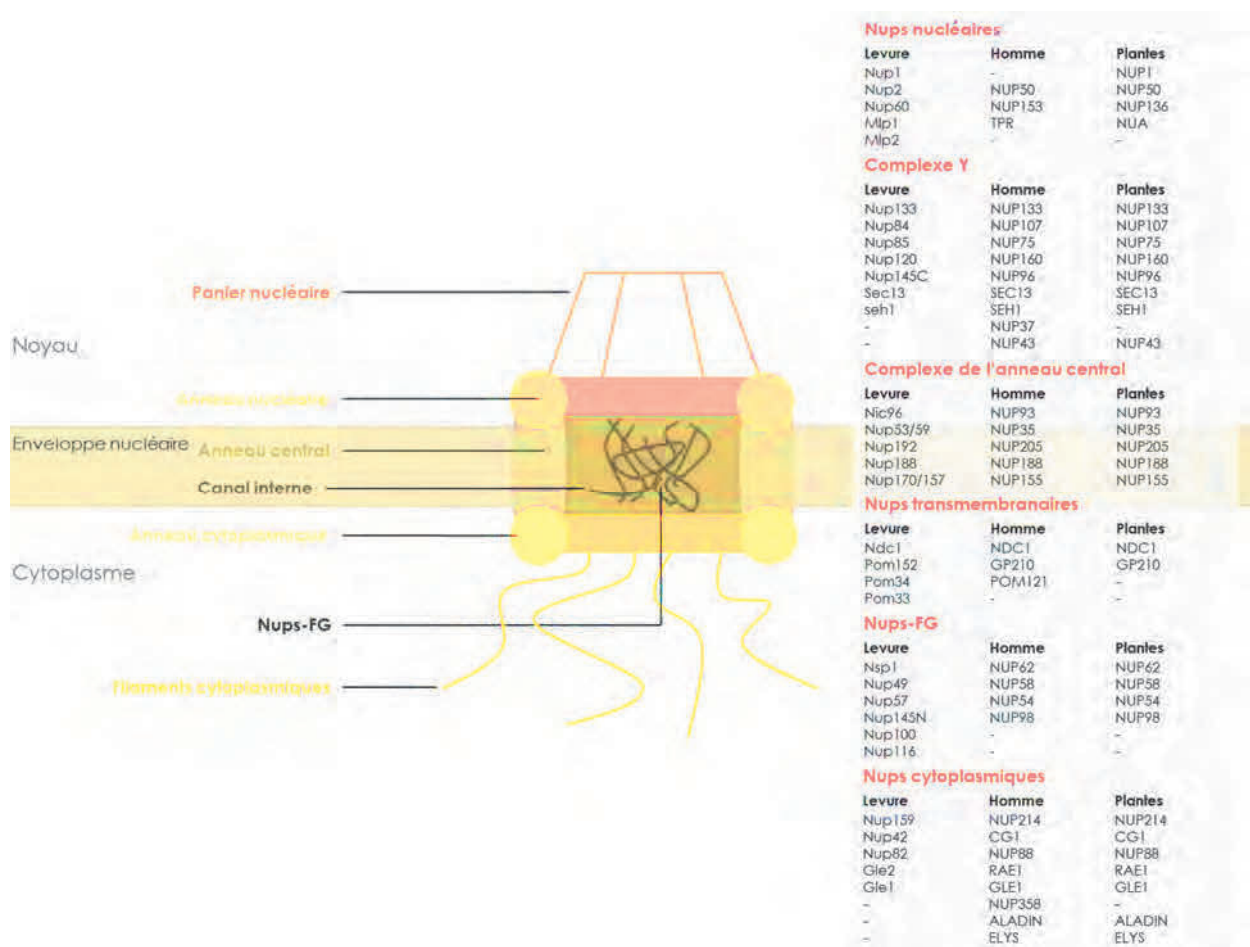 Panier nucléaire
Noyau
Anneau nucléaire
Enveloppe nucléaire
Anneau central
Canal interne
Anneau cytoplasmique
Cytoplasme
Nups-FG
Filaments cytoplasmiques
Nups nucléaires
Levure Homme Plantes
Nup1 - NUP1
Nup2 NUP50 NUP50
Nup60 NUP153 NUP136
Mlp1 TPR NUA
Mlp2 - -
Complexe Y
Levure Homme Plantes
Nup133 NUP133 NUP133
Nup84 NUP107 NUP107
Nup85 NUP75 NUP75
Nup120 NUP160 NUP160
Nup145C NUP96 NUP96
Sec13 SEC13 SEC13
seh1 SEH1 SEH1
- NUP37 -
- NUP43 NUP43
Complexe de l'anneau central
Levure Homme Plantes
Nic96 NUP93 NUP93
Nup53/59 NUP35 NUP35
Nup192 NUP205 NUP205
Nup188 NUP188 NUP188
Nup170/157 NUP155 NUP155
Nups transmembranaires
Levure Homme Plantes
Ndc1 NDC1 NDC1
Pom152 GP210 GP210
Pom34 POM121 -
Pom33 - -
Nups-FG
Levure Homme Plantes
Nsp1 NUP62 NUP62
Nup49 NUP58 NUP58
Nup57 NUP54 NUP54
Nup145N NUP98 NUP98
Nup100 - -
Nup116 - -
Nups cytoplasmiques
Levure Homme Plantes
Nup159 NUP214 NUP214
Nup42 CG1 CG1
Nup82 NUP88 NUP88
Gle2 RAE1 RAE1
Gle1 GLE1 GLE1
- NUP358 -
- ALADIN ALADIN
- ELYS ELYS